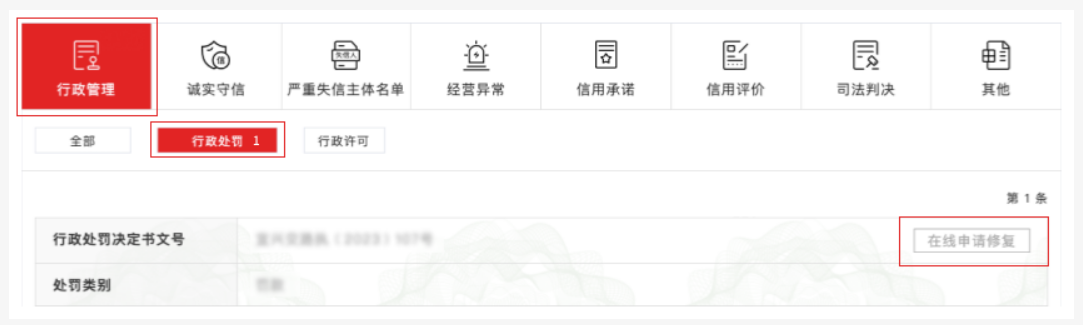 行政管理 诚实守信 严重失信主体名单 经营异常 信用承诺 信用评价 司法判决 其他
全部 行政处罚 1 行政许可
第 1 条
行政处罚决定书文号 在线申请修复
处罚类别